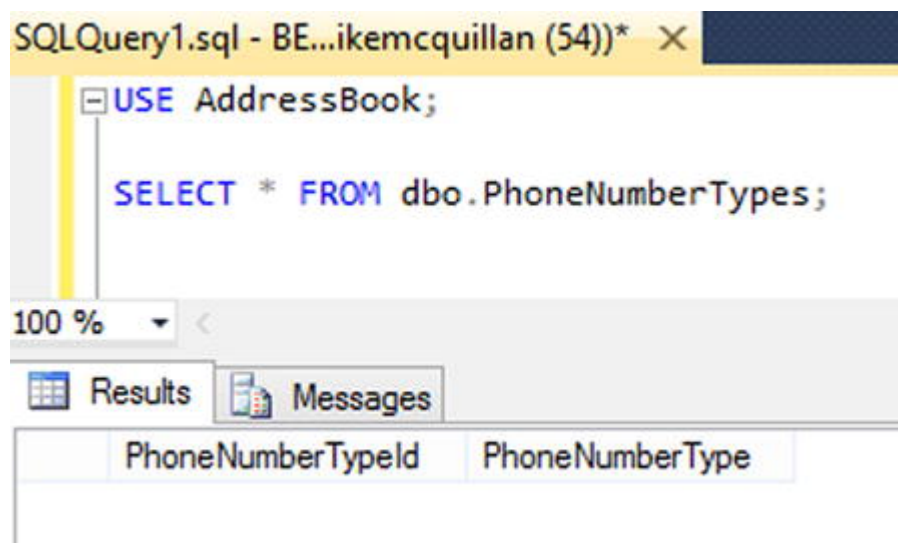 SQLQuery1.sql - BE...ikemcquillan (54))* ×
USE AddressBook;
SELECT * FROM dbo.PhoneNumberTypes;
100 %
Results Messages
PhoneNumberTypeId PhoneNumberType